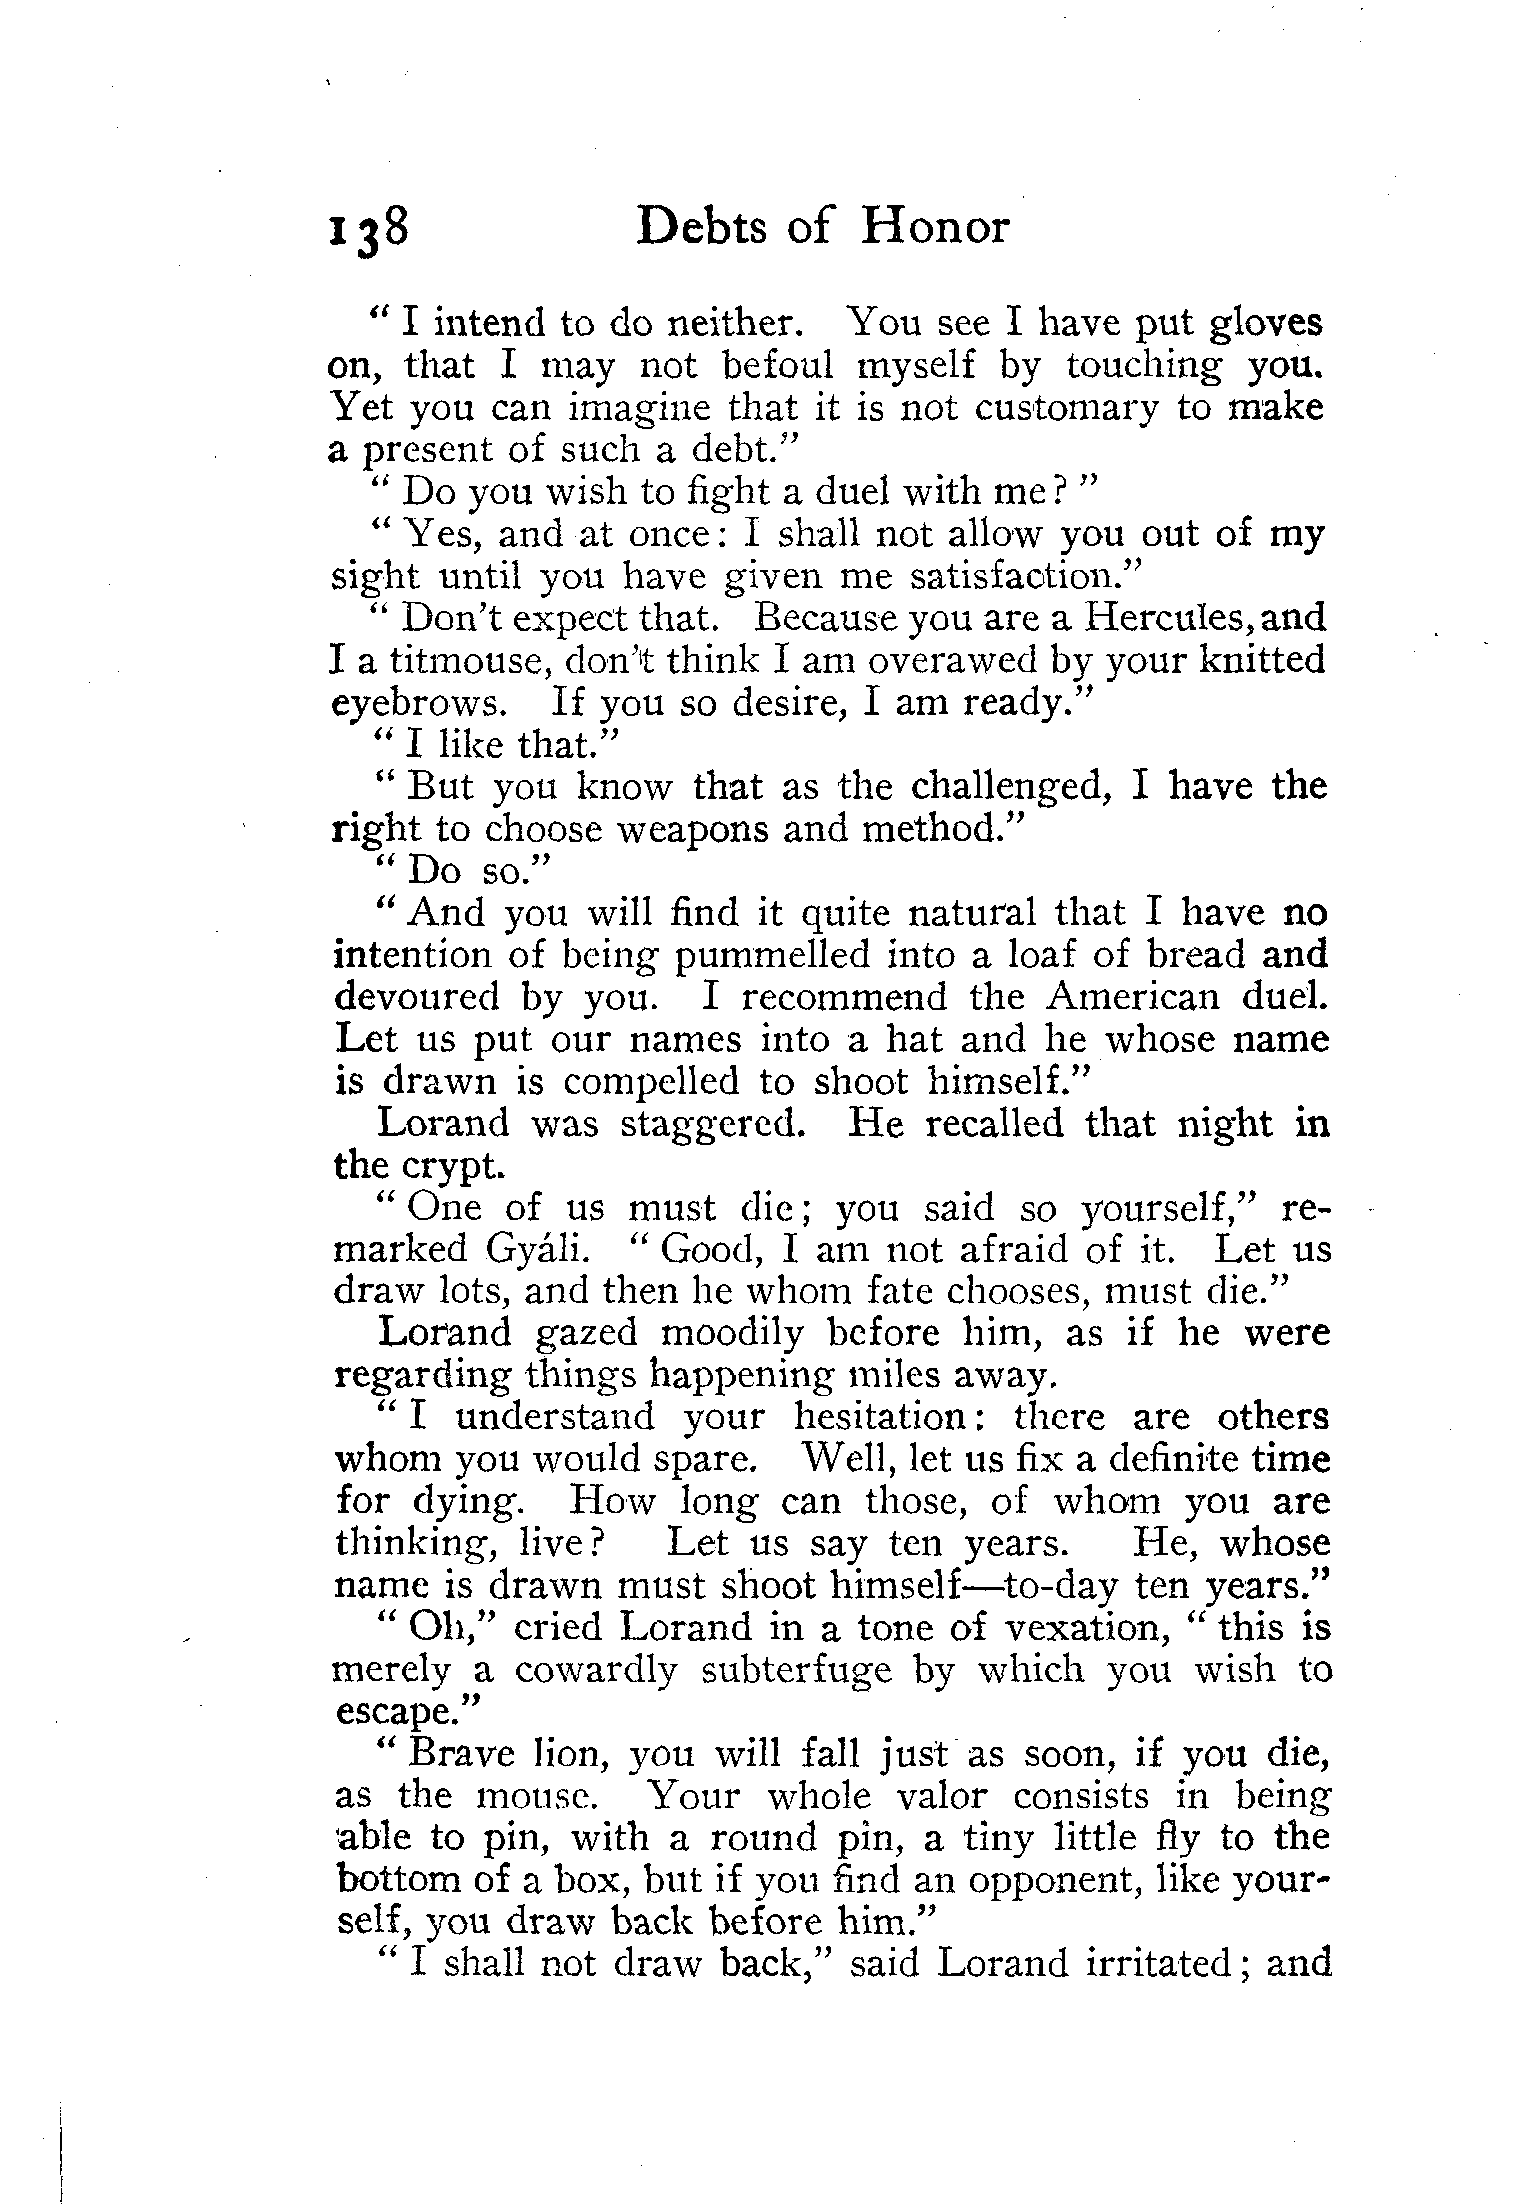 138 Debts of Honor
“ I intend to do neither. You see I have put gloves
on, that I may not befoul myself by touching you.
Yet you can imagine that it is not customary to make
a present of such a debt.”
“ Do you wish to fight a duel with me? ”
“ Yes, and at once: I shall not allow you out of my
sight until you have given me satisfaction.”
“ Don't expect that. Because you are a Hercules, and
I a titmouse, don't think I am overawed by your knitted
eyebrows. If you so desire, I am ready.”
“ I like that.”
“ But you know that as the challenged, I have the
right to choose weapons and method.”
“ Do so.”
“ And you will find it quite natural that I have no
intention of being pummelled into a loaf of bread and
devoured by you. I recommend the American duel.
Let us put our names into a hat and he whose name
is drawn is compelled to shoot himself.”
Lorand was staggered. He recalled that night in
the crypt.
“ One of us must die; you said so yourself,” re-
marked Gyáli. “ Good, I am not afraid of it. Let us
draw lots, and then he whom fate chooses, must die.”
Lorand gazed moodily before him, as if he were
regarding things happening miles away.
“ I understand your hesitation: there are others
whom you would spare. Well, let us fix a definite time
for dying. How long can those, of whom you are
thinking, live? Let us say ten years. He, whose
name is drawn must shoot himself—to-day ten years.”
“ Oh,” cried Lorand in a tone of vexation, “ this is
merely a cowardly subterfuge by which you wish to
escape.”
“ Brave lion, you will fall just as soon, if you die,
as the mouse. Your whole valor consists in being
able to pin, with a round pin, a tiny little fly to the
bottom of a box, but if you find an opponent, like your-
self, you draw back before him.”
“ I shall not draw back,” said Lorand irritated; and